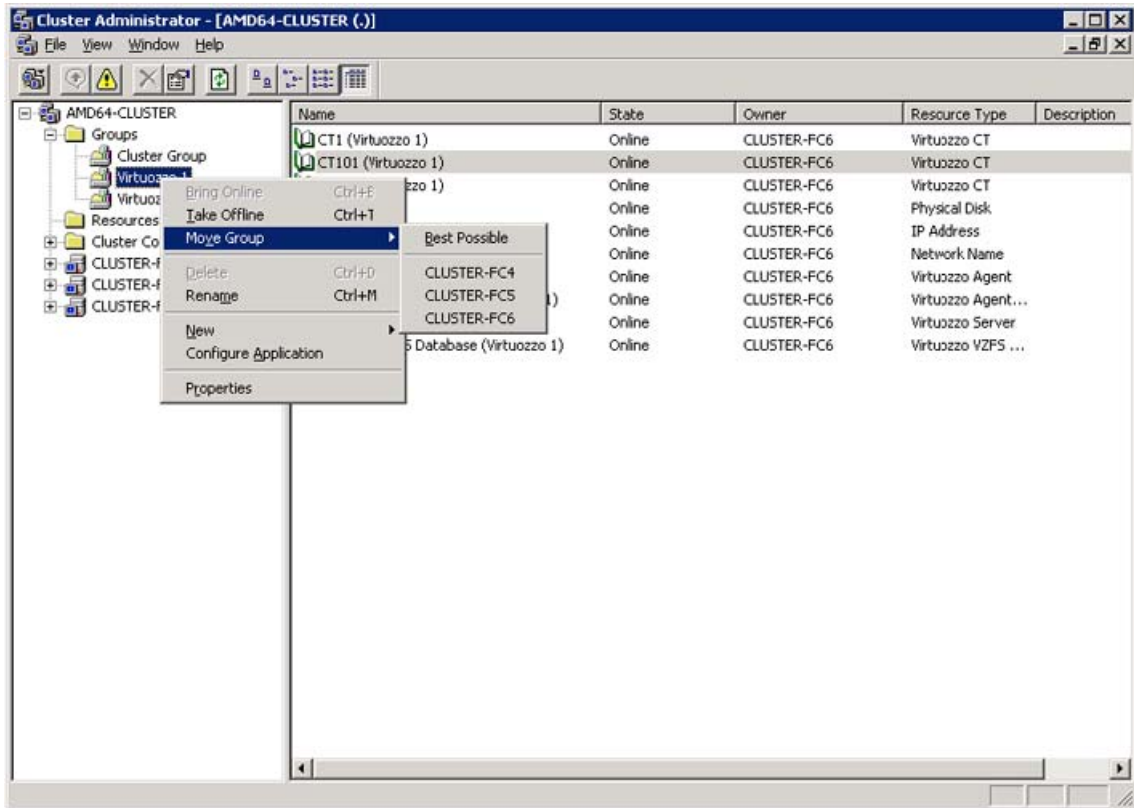 Cluster Administrator - [AMD64-CLUSTER (.)]
File View Window Help
AMD64-CLUSTER
Groups
Cluster Group
Virtuozzo 1
Virtuoz
Resources
Cluster Co
CLUSTER-F
CLUSTER-F
CLUSTER-F
Name State Owner Resource Type Description
CT1 (Virtuozzo 1) Online CLUSTER-FC6 Virtuozzo CT
CT101 (Virtuozzo 1) Online CLUSTER-FC6 Virtuozzo CT
zzo 1) Online CLUSTER-FC6 Virtuozzo CT
Online CLUSTER-FC6 Physical Disk
Online CLUSTER-FC6 IP Address
Online CLUSTER-FC6 Network Name
Online CLUSTER-FC6 Virtuozzo Agent
1) Online CLUSTER-FC6 Virtuozzo Agent...
Online CLUSTER-FC6 Virtuozzo Server
S Database (Virtuozzo 1) Online CLUSTER-FC6 Virtuozzo VZFS ...
Bring Online Ctrl+B
Take Offline Ctrl+T
Move Group
Delete Ctrl+D
Rename Ctrl+M
New
Configure Application
Properties
Best Possible
CLUSTER-FC4
CLUSTER-FC5
CLUSTER-FC6